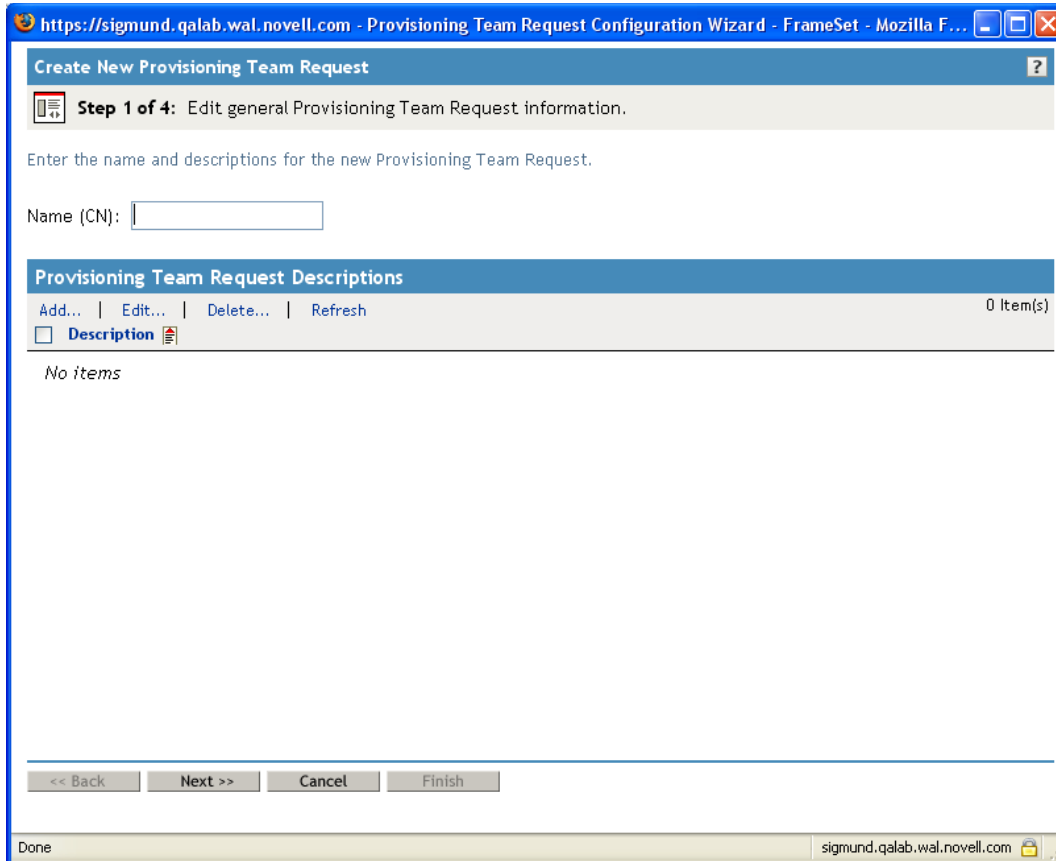 https://sigmund.qalab.wal.novell.com - Provisioning Team Request Configuration Wizard - FrameSet - Mozilla F...
Create New Provisioning Team Request ?
Step 1 of 4: Edit general Provisioning Team Request information.
Enter the name and descriptions for the new Provisioning Team Request.
Name (CN):
Provisioning Team Request Descriptions
Add... | Edit... | Delete... | Refresh 0 Item(s)
Description
No items
<< Back Next >> Cancel Finish
Done sigmund.qalab.wal.novell.com